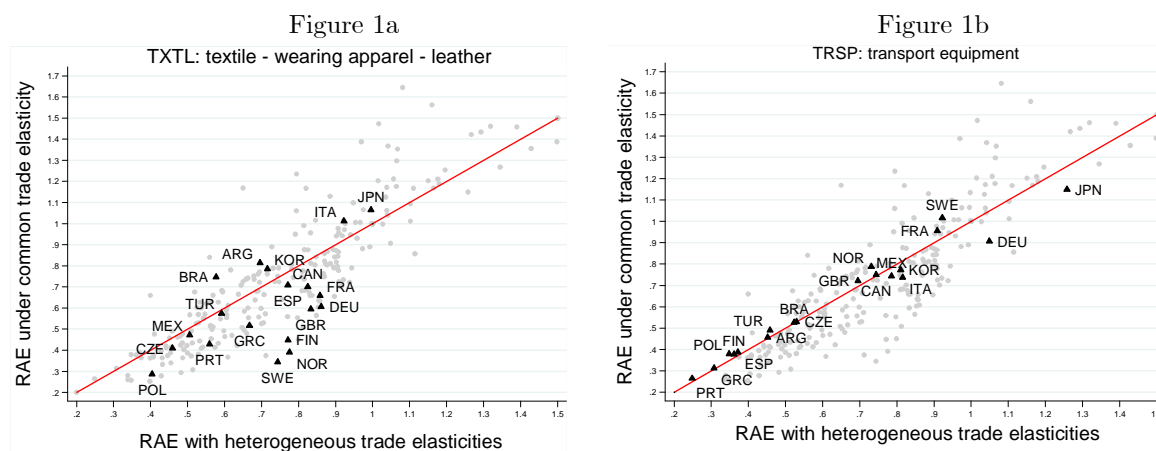 Figure 1a
TXTL: textile - wearing apparel - leather
RAE under common trade elasticity
1.7
1.6
1.5
1.4
1.3
1.2
1.1
1
.9
.8
.7
.6
.5
.4
.3
.2
JPN
ITA
ARG
KOR
BRA
CAN
ESP
FRA
TUR
DEU
MEX
GBR
GRC
FIN
CZE
PRT
NOR
SWE
POL
.2 .3 .4 .5 .6 .7 .8 .9 1 1.1 1.2 1.3 1.4 1.5
RAE with heterogeneous trade elasticities
Figure 1b
TRSP: transport equipment
RAE under common trade elasticity
1.7
1.6
1.5
1.4
1.3
1.2
1.1
1
.9
.8
.7
.6
.5
.4
.3
.2
JPN
SWE
FRA
DEU
NOR
MEX
KOR
GBR
CAN
ITA
BRA
TUR
CZE
POL
FIN
ARG
ESP
GRC
PRT
.2 .3 .4 .5 .6 .7 .8 .9 1 1.1 1.2 1.3 1.4 1.5
RAE with heterogeneous trade elasticities